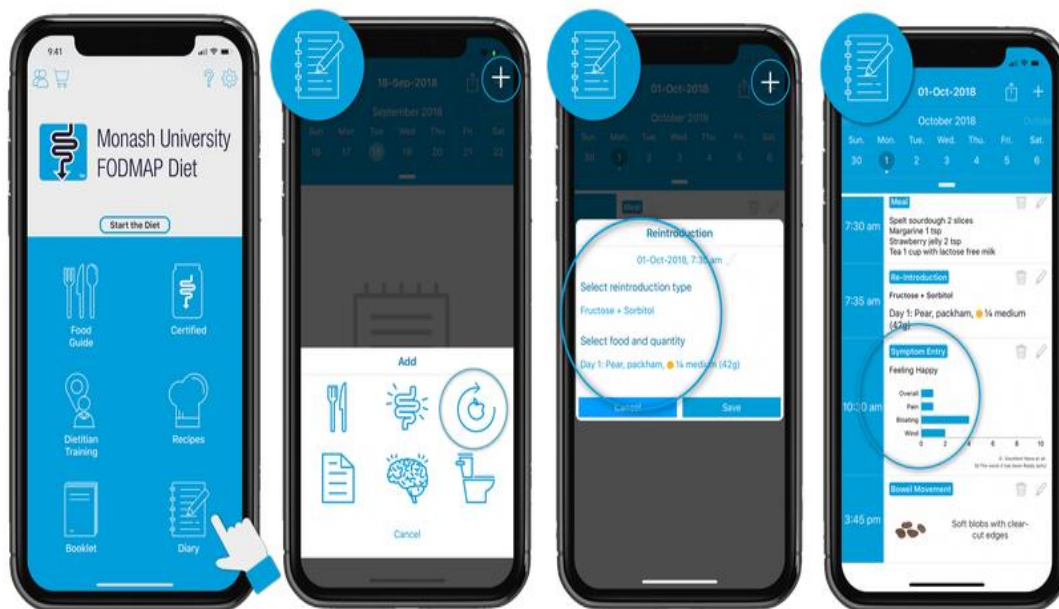 9:41
Monash University
FODMAP Diet
Start the Diet
Food
Guide
Certified
Dietitian
Training
Recipes
Booklet
Diary
18-Sep-2018
September 2018
Sun. Mon. Tue. Wed. Thu. Fri. Sat.
16 17 18 19 20 21 22
Add
Cancel
01-Oct-2018
October 2018
Sun. Mon. Tue. Wed. Thu. Fri. Sat.
30 1 2 3 4 5 6
Meal
Reintroduction
01-Oct-2018, 7:35 am
Select reintroduction type
Fructose + Sorbitol
Select food and quantity
Day 1: Pear, packham, ¼ medium (42g)
Cancel Save
01-Oct-2018
October 2018
Sun. Mon. Tue. Wed. Thu. Fri. Sat.
30 1 2 3 4 5 6
7:30 am
Meal
Spelt sourdough 2 slices
Margarine 1 tsp
Strawberry jelly 2 tsp
Tea 1 cup with lactose free milk
7:35 am
Re-Introduction
Fructose + Sorbitol
Day 1: Pear, packham, ¼ medium
(42g)
10:30 am
Symptom Entry
Feeling Happy
Overall
Pain
Bloating
Wind
0 2 4 6 8 10
3:45 pm
Bowel Movement
Soft blobs with clear-
cut edges